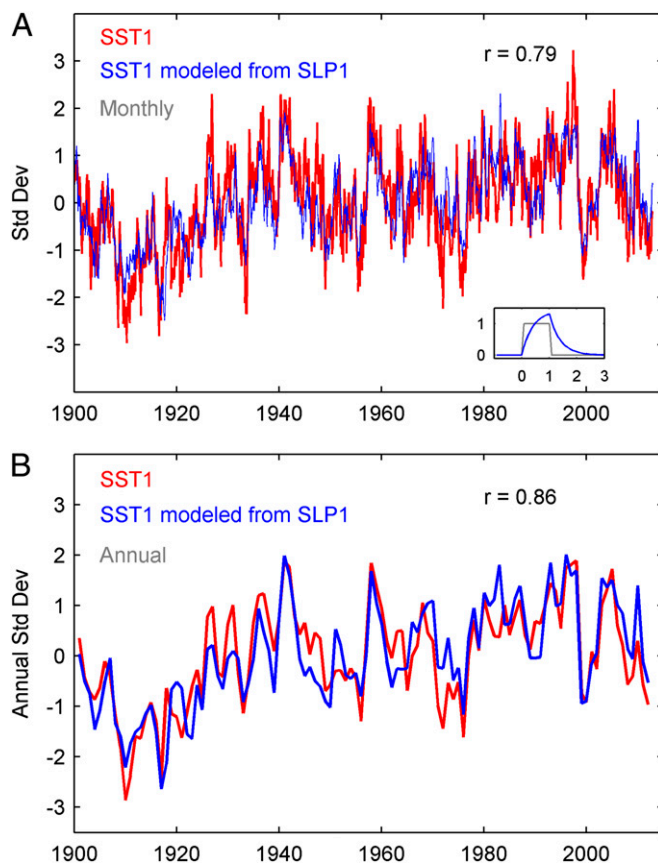 A
SST1
SST1 modeled from SLP1
Monthly
r = 0.79
Std Dev
3
2
1
0
-1
-2
-3
1
0
0 1 2 3
1900 1920 1940 1960 1980 2000
B
SST1
SST1 modeled from SLP1
Annual
r = 0.86
Annual Std Dev
3
2
1
0
-1
-2
-3
1900 1920 1940 1960 1980 2000